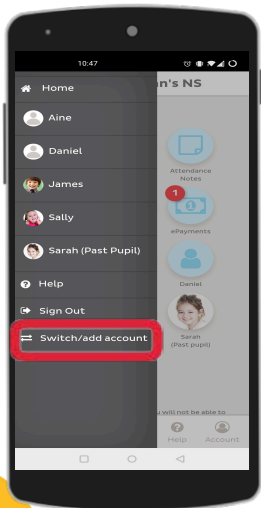 10:47
Home
Aine
Daniel
James
Sally
Sarah (Past Pupil)
Help
Sign Out
Switch/add account
n's NS
Attendance
Notes
1
ePayments
Daniel
Sarah
(Past pupil)
will not be able to
Help
Account